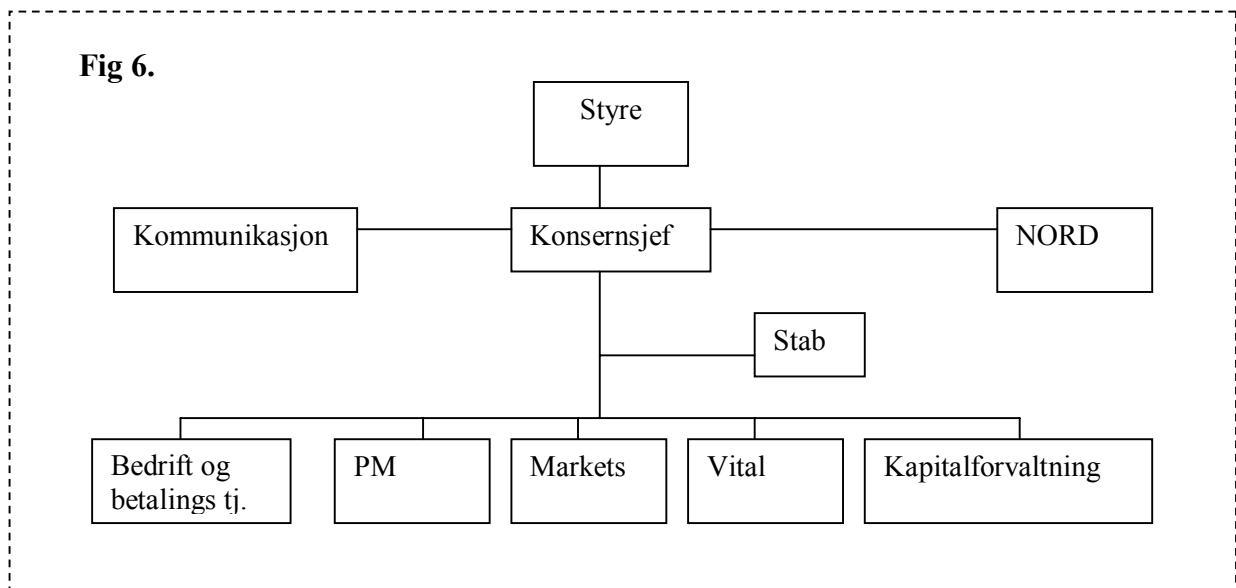 Fig 6.
Styre
Kommunikasjon
Konsernsjef
NORD
Stab
Bedrift og
betalings tj.
PM
Markets
Vital
Kapitalforvaltning